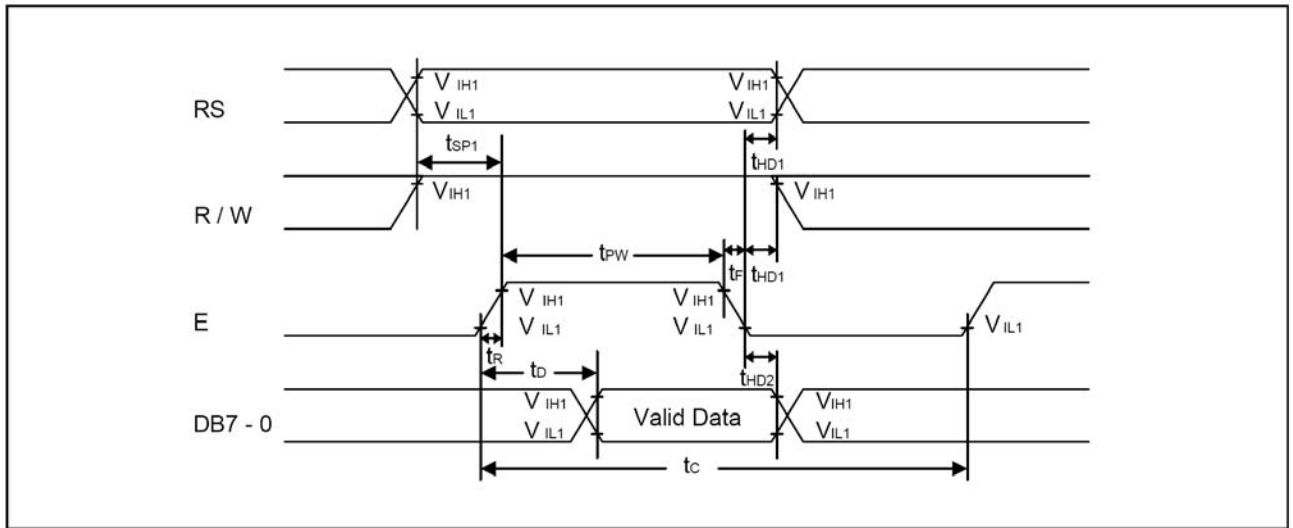 V IH1 V IH1
RS
V IL1 V IL1
tSP1 tHD1
VIH1 V IH1
R / W
tPW tF tHD1
V IH1 V IH1
E V IL1 V IL1 V IL1
tR tD tHD2
V IH1 VIH1
DB7 - 0 Valid Data
V IL1 VIL1
tC